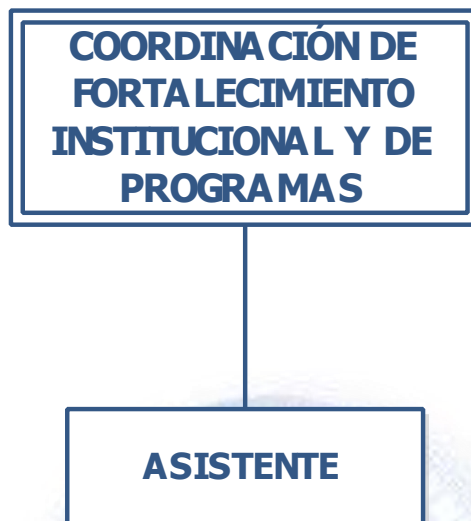 COORDINACIÓN DE
FORTALECIMIENTO
INSTITUCIONAL Y DE
PROGRAMAS
ASISTENTE